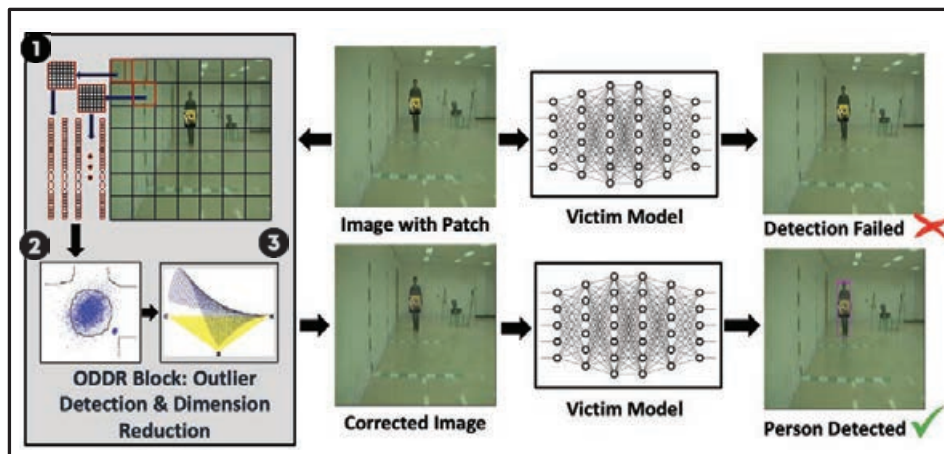 1
Image with Patch
Victim Model
Detection Failed
2
3
ODDR Block: Outlier
Detection & Dimension
Reduction
Corrected Image
Victim Model
Person Detected